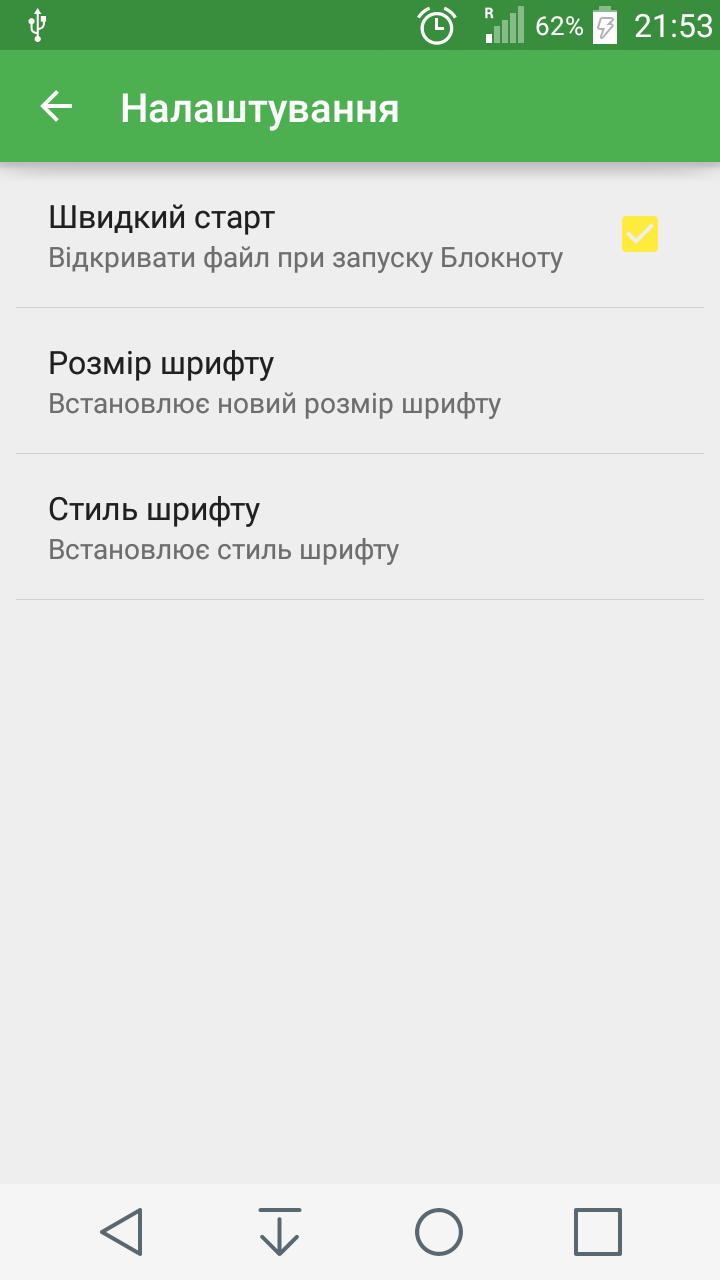 R 62% 21:53
Налаштування
Швидкий старт
Відкривати файл при запуску Блокноту
Розмір шрифту
Встановлює новий розмір шрифту
Стиль шрифту
Встановлює стиль шрифту